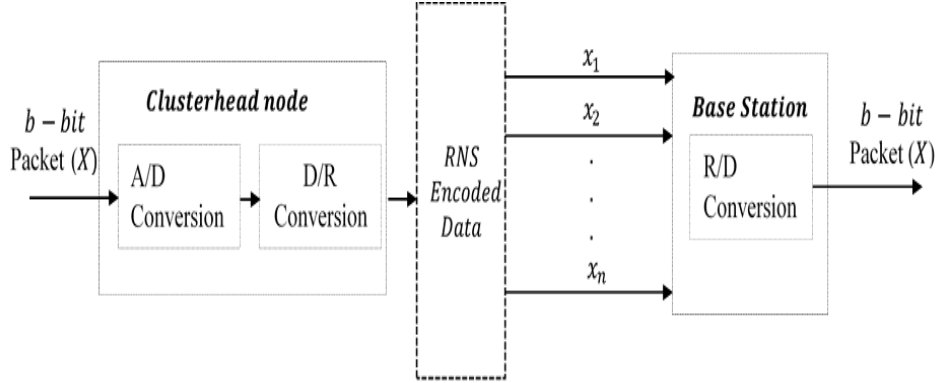 b − bit
Packet (X)
Clusterhead node
A/D
Conversion
D/R
Conversion
RNS
Encoded
Data
x1
x2
.
.
.
xn
Base Station
R/D
Conversion
b − bit
Packet (X)